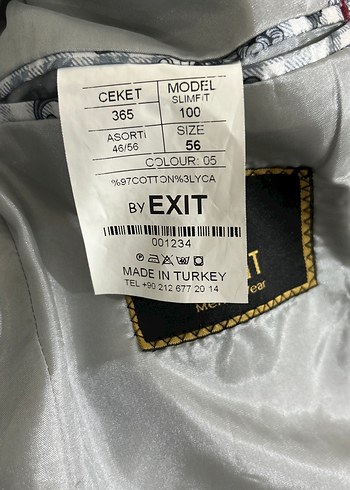 CEKET MODEL
SLIMFIT
365 100
ASORTI SIZE
46/56 56
COLOUR: 05
%97COTTON%3LYCA
BY EXIT
001234
MADE IN TURKEY
TEL +90 212 677 20 14